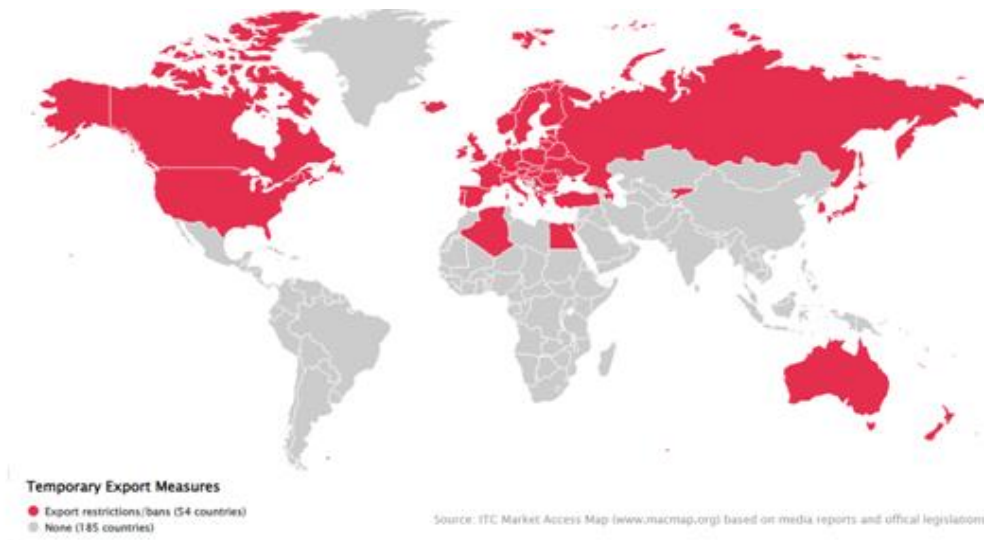 Temporary Export Measures
Export restrictions/bans (54 countries)
None (185 countries)
Source: ITC Market Access Map (www.macmap.org) based on media reports and offical legislations